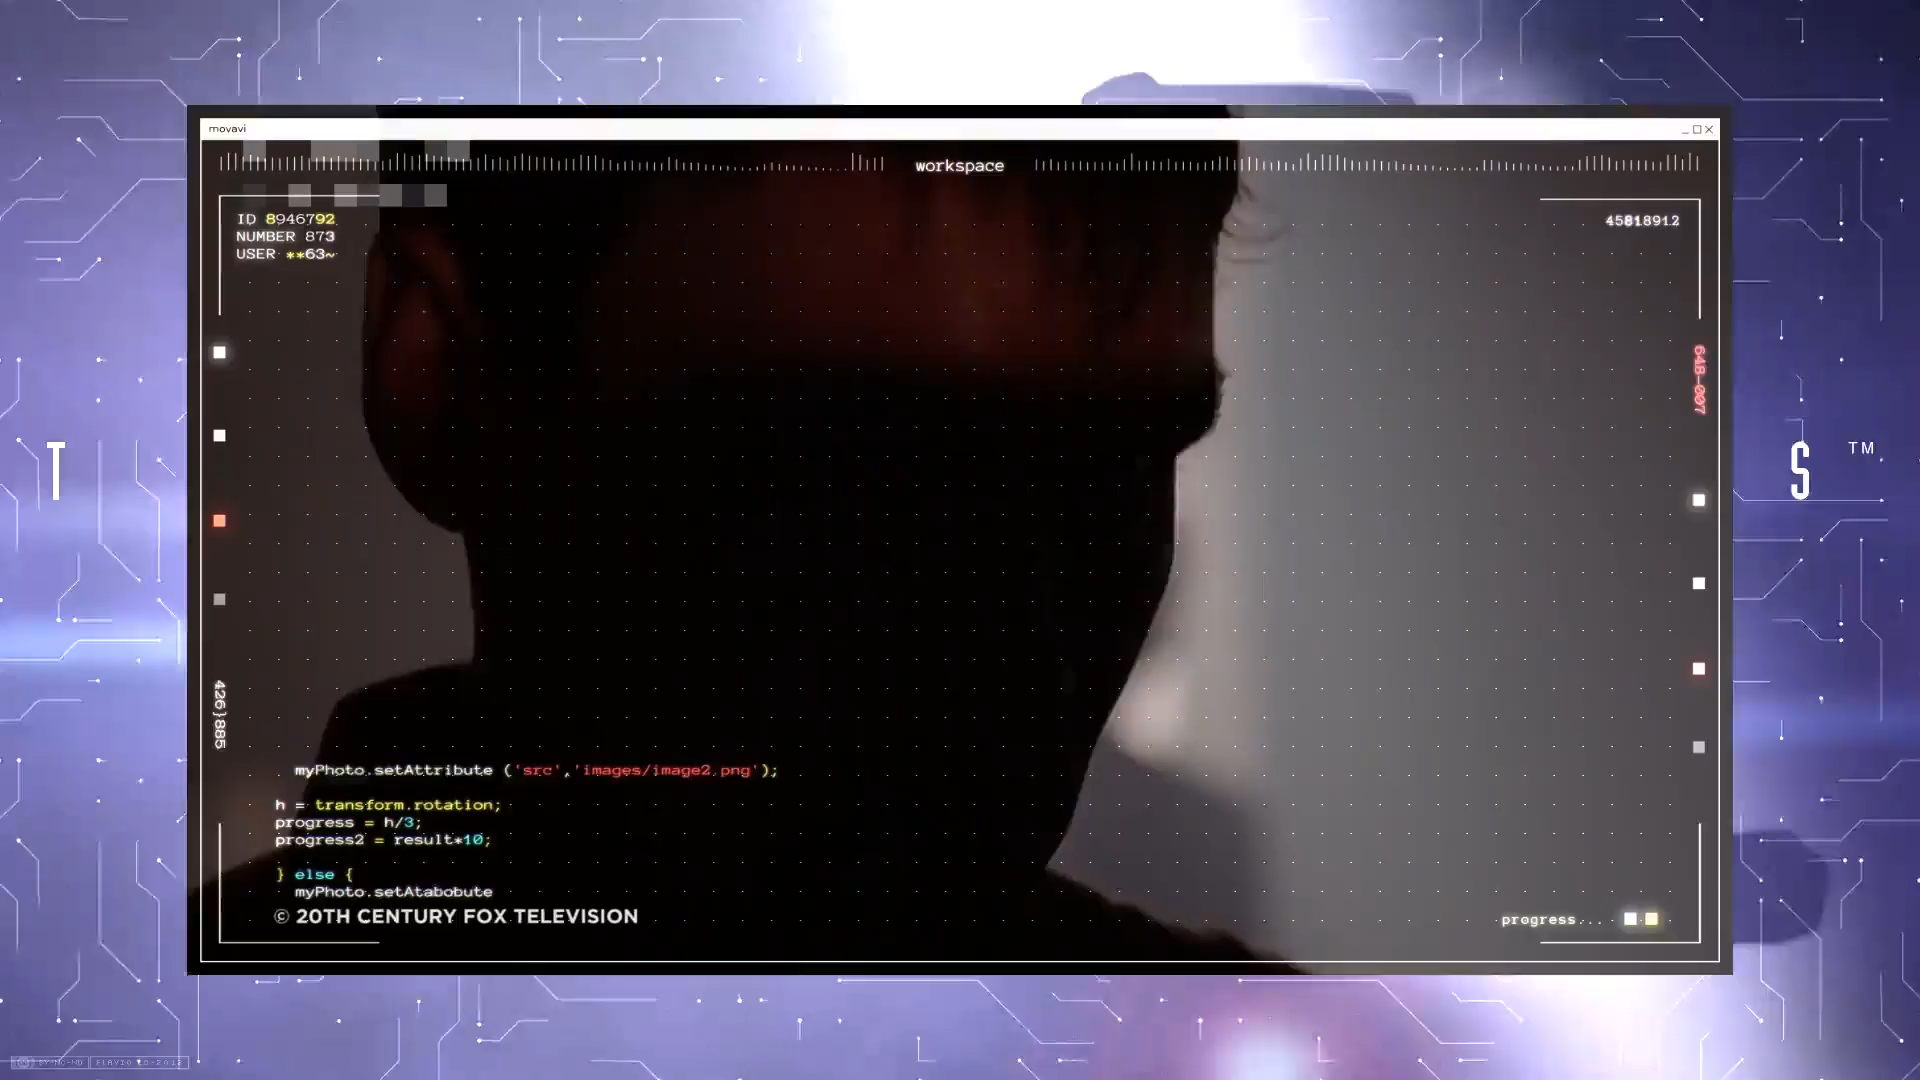 movavi
workspace
ID 8946792
NUMBER 873
USER **63~
45818912
648-007
T
S ™
426}885
myPhoto.setAttribute ('src','images/image2.png');
h = transform.rotation;
progress = h/3;
progress2 = result*10;
} else {
myPhoto.setAtabobute
© 20TH CENTURY FOX TELEVISION
progress...